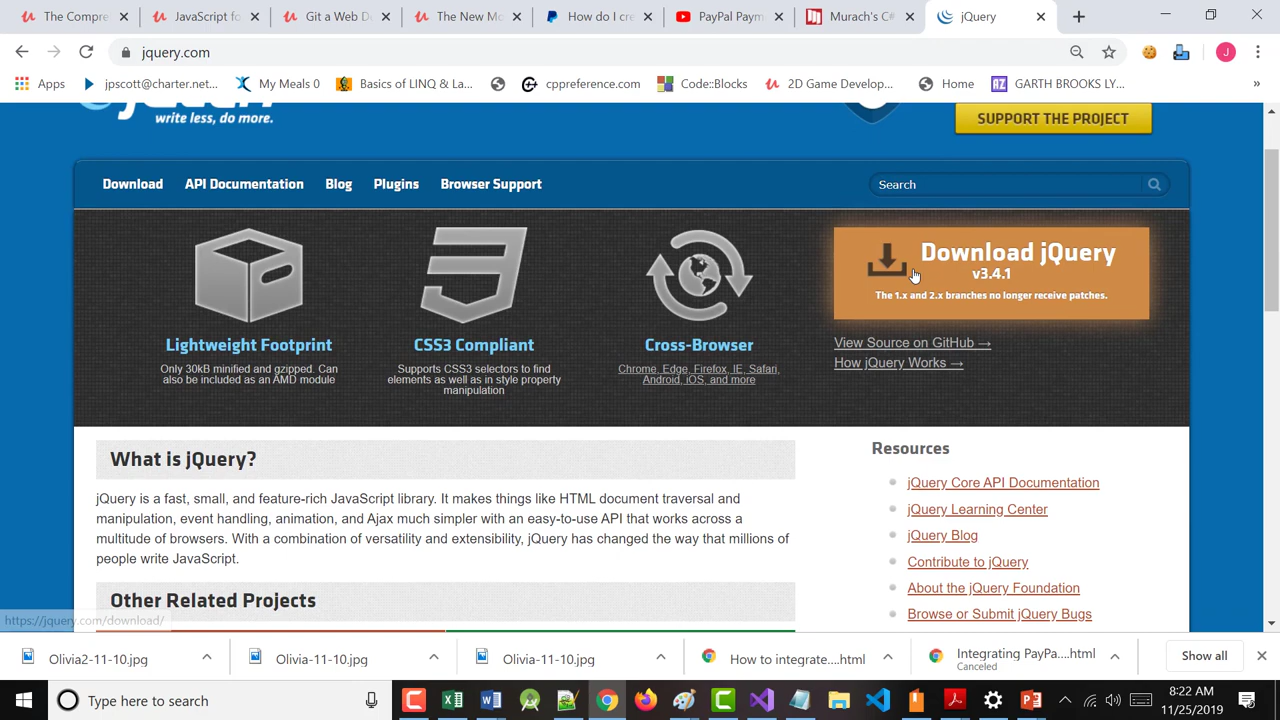 The Compre
JavaScript fo
Git a Web D
The New Mo
How do I cre
PayPal Paym
Murach's C#
jQuery
jquery.com
J
Apps
jpscott@charter.net...
My Meals 0
Basics of LINQ & La...
cppreference.com
Code::Blocks
2D Game Develop...
Home
AZ
GARTH BROOKS LY...
»
write less, do more.
SUPPORT THE PROJECT
Download
API Documentation
Blog
Plugins
Browser Support
Search
Lightweight Footprint
Only 30kB minified and gzipped. Can
also be included as an AMD module
CSS3 Compliant
Supports CSS3 selectors to find
elements as well as in style property
manipulation
Cross-Browser
Chrome, Edge, Firefox, IE, Safari,
Android, iOS, and more
Download jQuery
v3.4.1
The 1.x and 2.x branches no longer receive patches.
View Source on GitHub →
How jQuery Works →
What is jQuery?
jQuery is a fast, small, and feature-rich JavaScript library. It makes things like HTML document traversal and
manipulation, event handling, animation, and Ajax much simpler with an easy-to-use API that works across a
multitude of browsers. With a combination of versatility and extensibility, jQuery has changed the way that millions of
people write JavaScript.
Other Related Projects
Resources
jQuery Core API Documentation
jQuery Learning Center
jQuery Blog
Contribute to jQuery
About the jQuery Foundation
Browse or Submit jQuery Bugs
https://jquery.com/download/
Olivia2-11-10.jpg
Olivia-11-10.jpg
Olivia-11-10.jpg
How to integrate....html
Integrating PayPa....html
Canceled
Show all
Type here to search
8:22 AM
11/25/2019